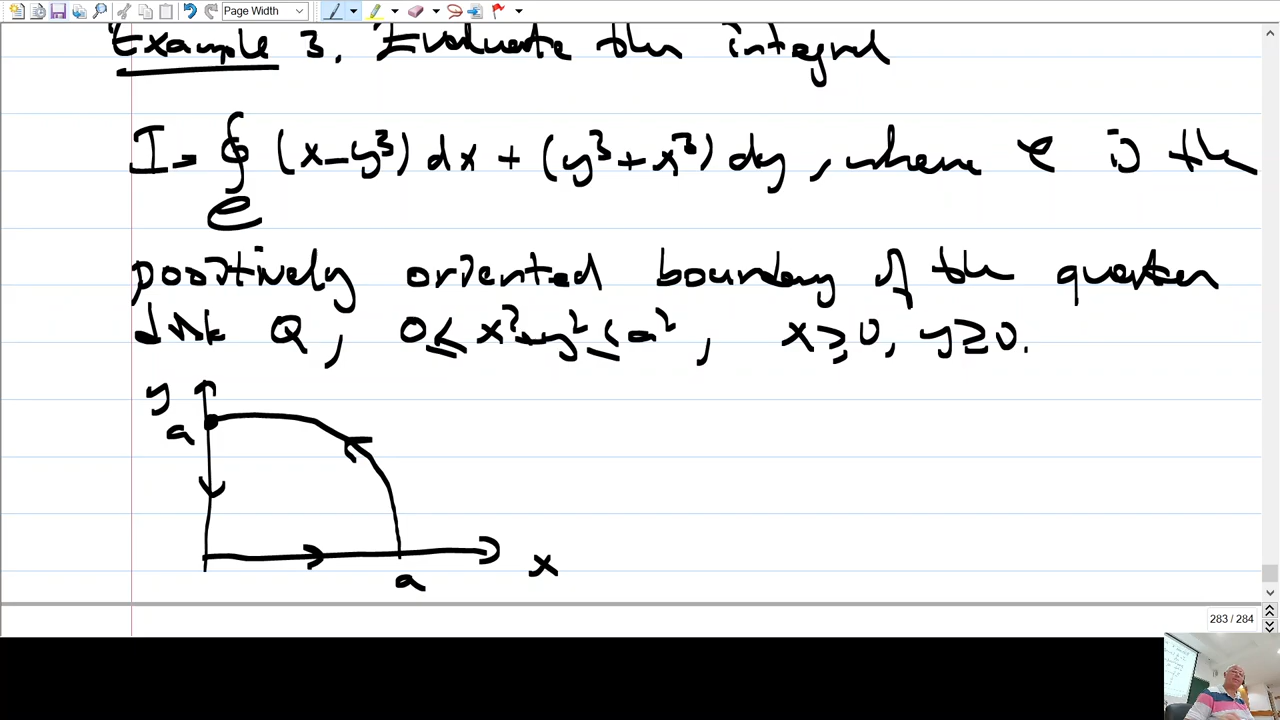 Page Width
Example 3. Evaluate the integral
I = ∮ (x-y³) dx + (y³+x³) dy, where C is the
C
positively oriented boundary of the quarter
disk Q, 0 ≤ x²+y² ≤ a², x ≥ 0, y ≥ 0.
y
a
x
a
283 / 284